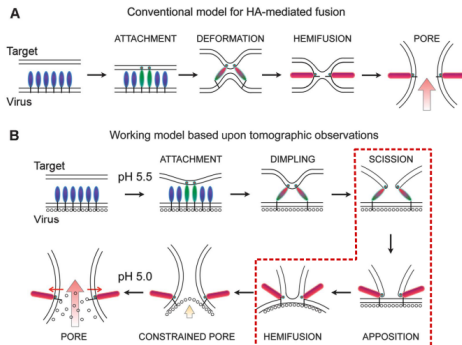 A
Conventional model for HA-mediated fusion
Target
Virus
ATTACHMENT
DEFORMATION
HEMIFUSION
PORE
B
Working model based upon tomographic observations
Target
Virus
pH 5.5
ATTACHMENT
DIMPLING
SCISSION
pH 5.0
PORE
CONSTRAINED PORE
HEMIFUSION
APPOSITION